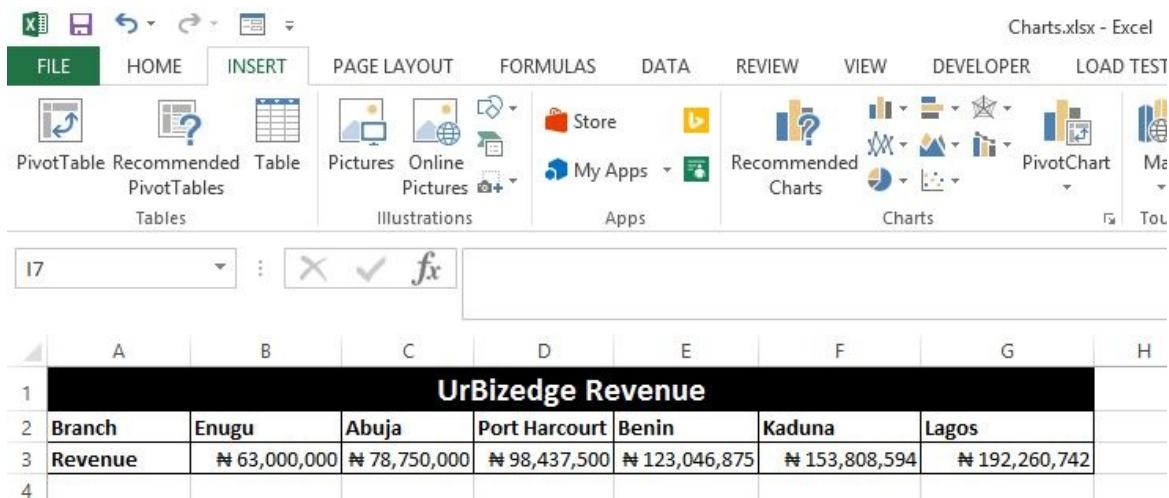 Charts.xlsx - Excel
FILE HOME INSERT PAGE LAYOUT FORMULAS DATA REVIEW VIEW DEVELOPER LOAD TEST
PivotTable Recommended PivotTables Table
Pictures Online Pictures
Store
My Apps
Recommended Charts
PivotChart
Ma
Tables Illustrations Apps Charts Tou
I7 fx
A B C D E F G H
1 UrBizedge Revenue
2 Branch Enugu Abuja Port Harcourt Benin Kaduna Lagos
3 Revenue ₦ 63,000,000 ₦ 78,750,000 ₦ 98,437,500 ₦ 123,046,875 ₦ 153,808,594 ₦ 192,260,742
4